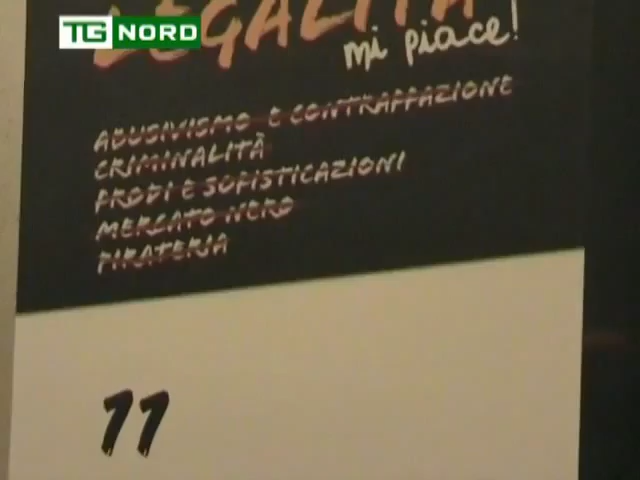 TG NORD
LEGALITÀ
mi piace!
ABUSIVISMO E CONTRAFFAZIONE
CRIMINALITÀ
FRODI E SOFISTICAZIONI
MERCATO NERO
PIRATERIA
11